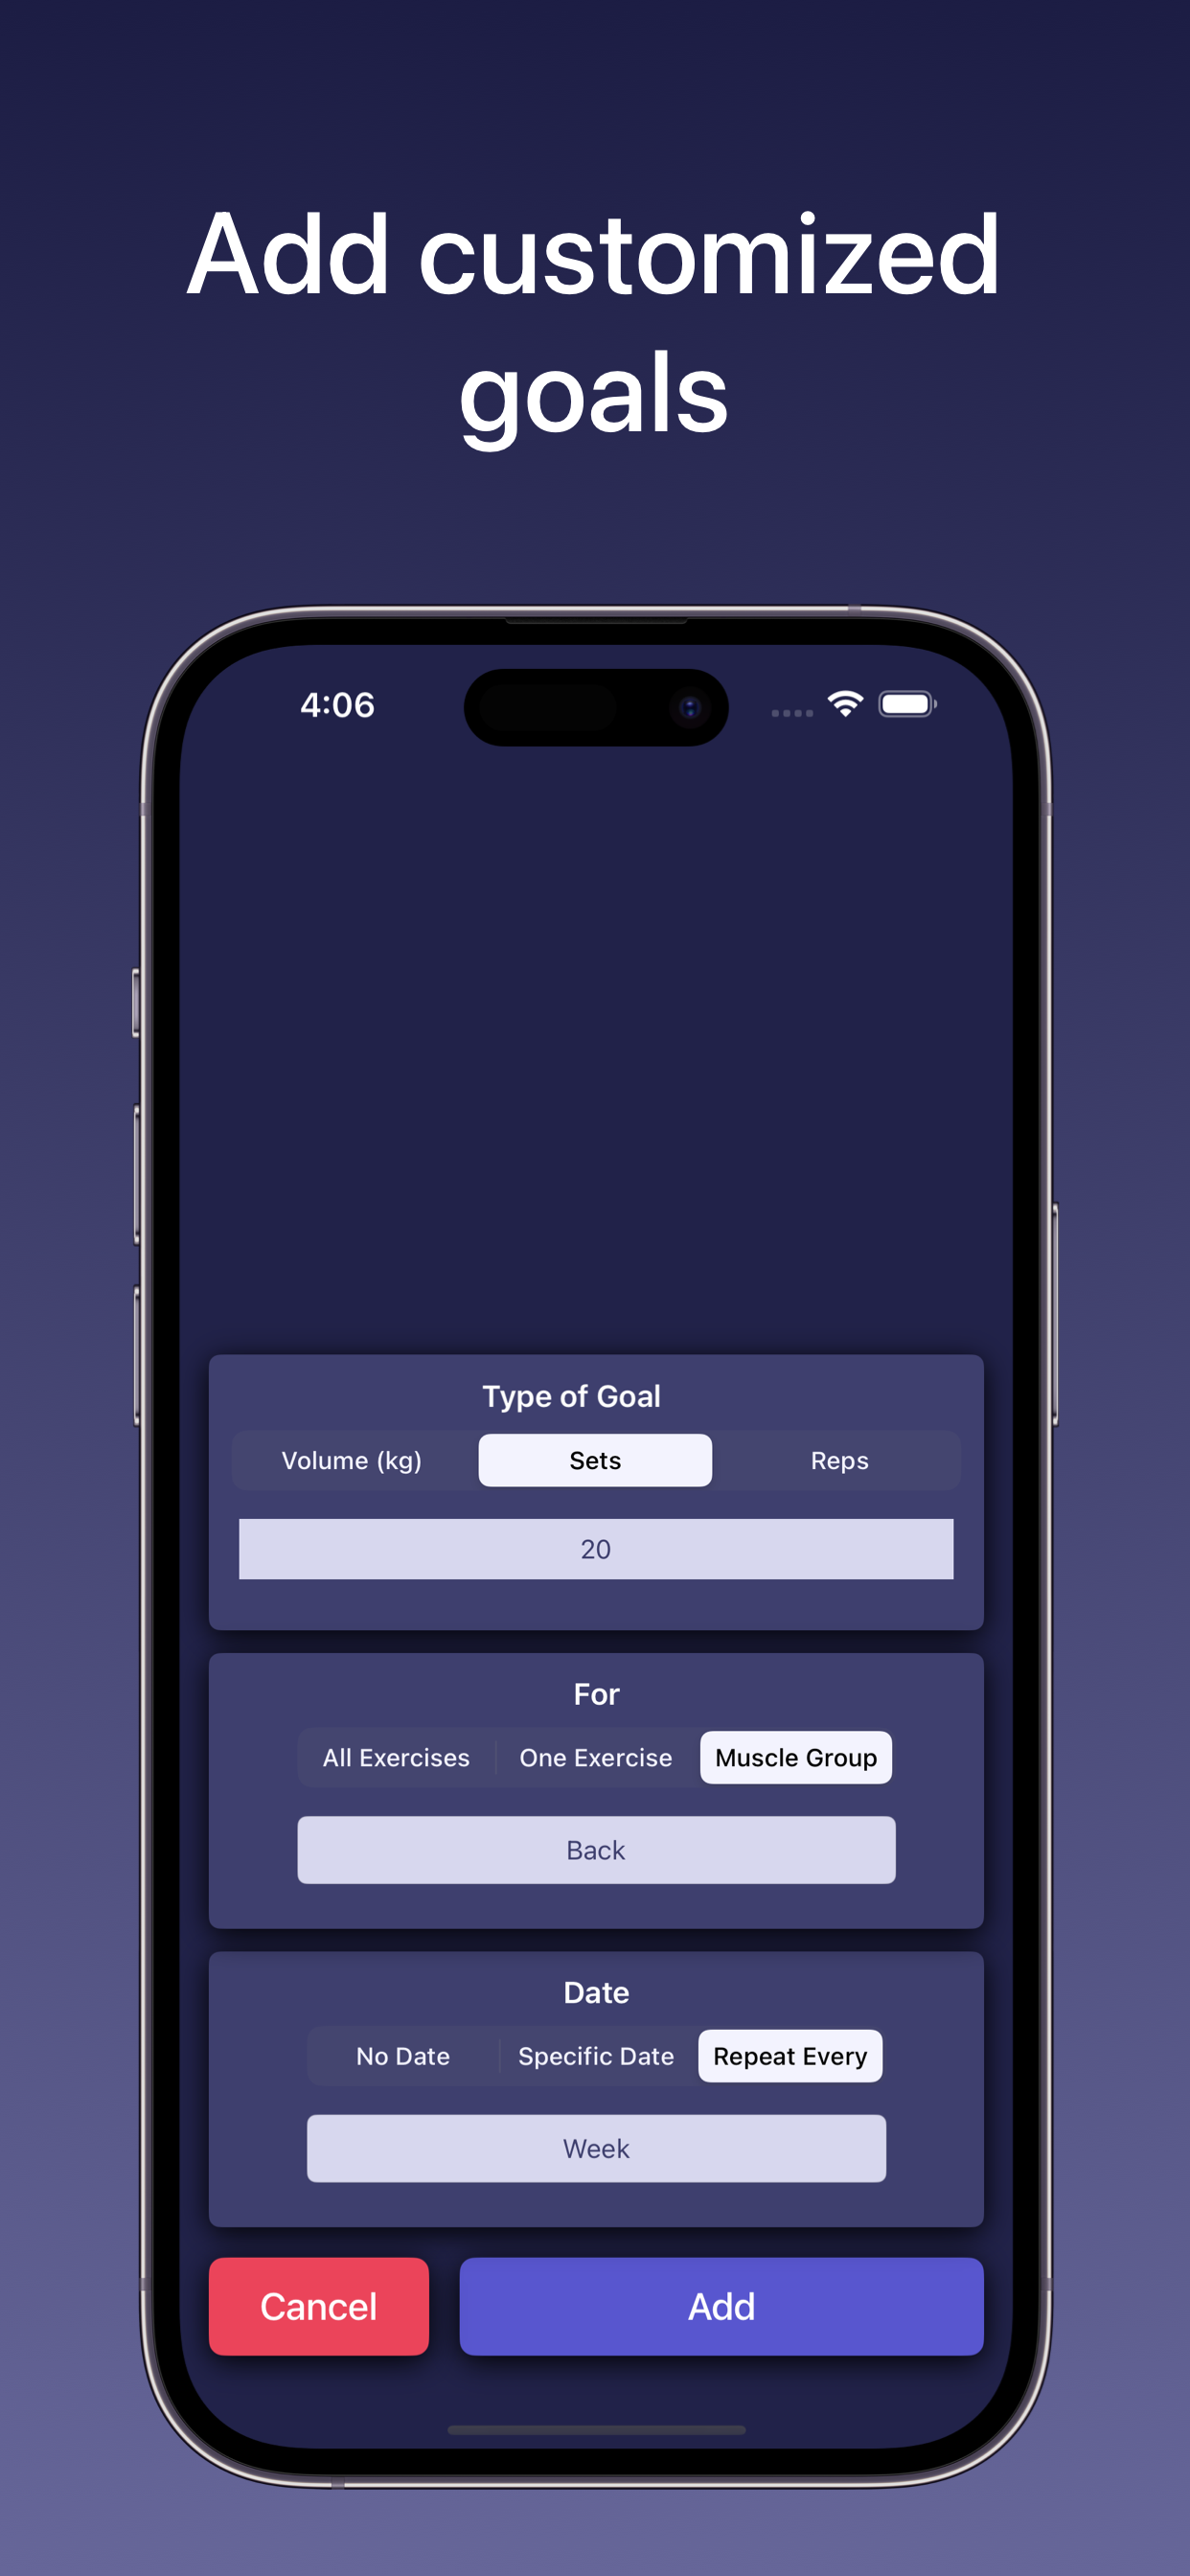 Add customized
goals
4:06
Type of Goal
Volume (kg) Sets Reps
20
For
All Exercises One Exercise Muscle Group
Back
Date
No Date Specific Date Repeat Every
Week
Cancel Add